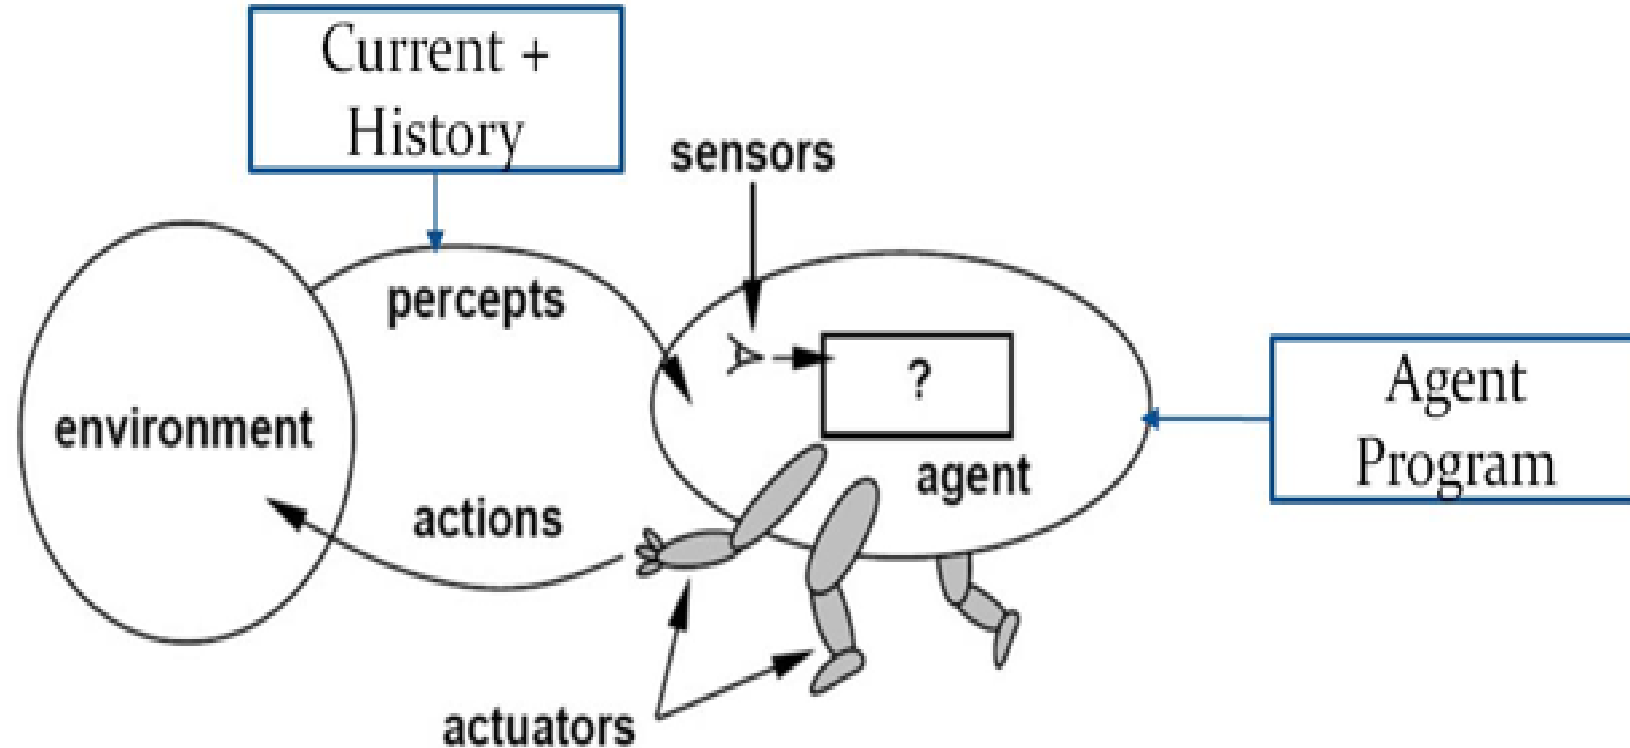 Current +
History
sensors
percepts
environment
?
agent
Agent
Program
actions
actuators